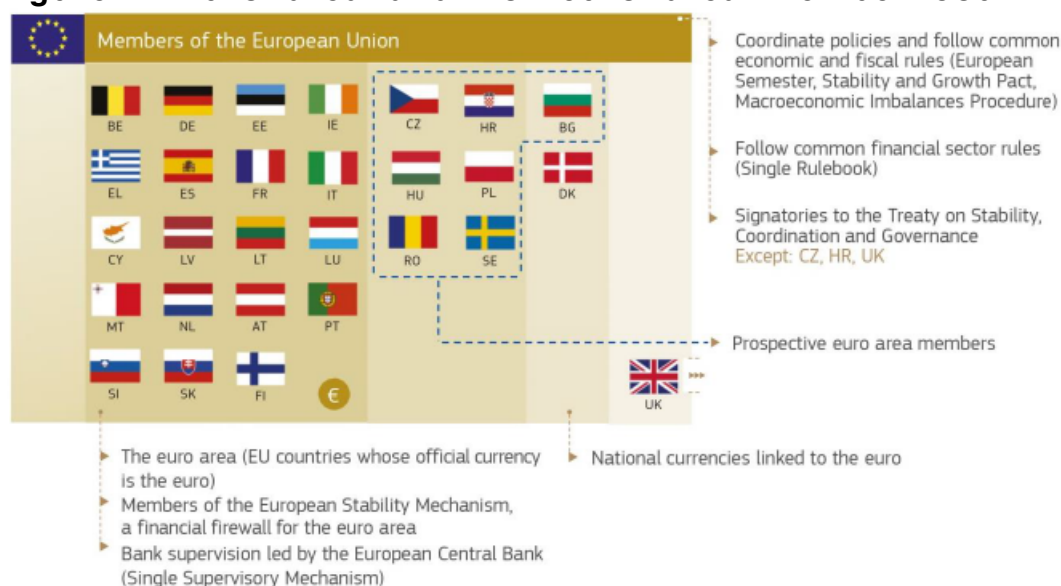 Members of the European Union
BE DE EE IE CZ HR BG
EL ES FR IT HU PL DK
CY LV LT LU RO SE
MT NL AT PT
SI SK FI €
UK
Coordinate policies and follow common
economic and fiscal rules (European
Semester, Stability and Growth Pact,
Macroeconomic Imbalances Procedure)
Follow common financial sector rules
(Single Rulebook)
Signatories to the Treaty on Stability,
Coordination and Governance
Except: CZ, HR, UK
Prospective euro area members
The euro area (EU countries whose official currency
is the euro)
Members of the European Stability Mechanism,
a financial firewall for the euro area
Bank supervision led by the European Central Bank
(Single Supervisory Mechanism)
National currencies linked to the euro